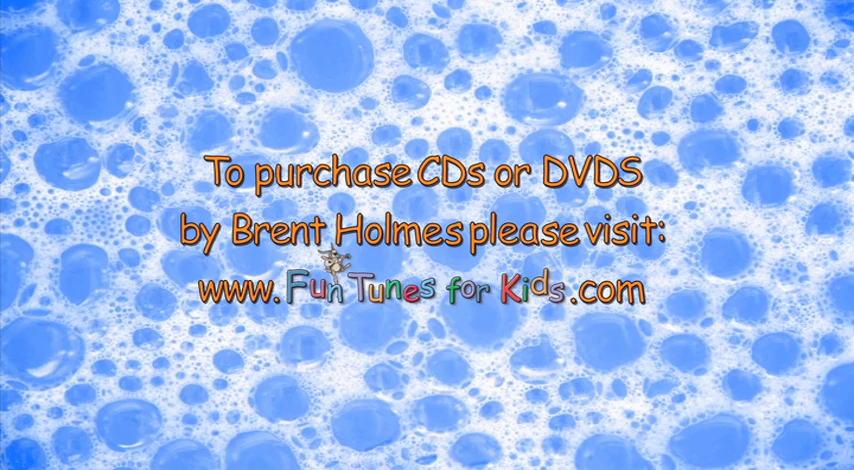 To purchase CDs or DVDS
by Brent Holmes please visit:
www.FunTunes for Kids.com